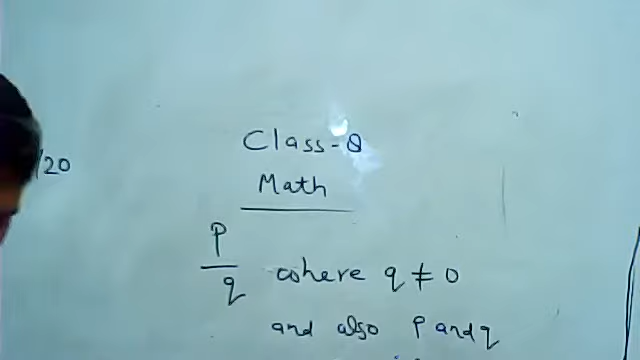 Class-8
/20
Math
P
q where q ≠ 0
and also P and q